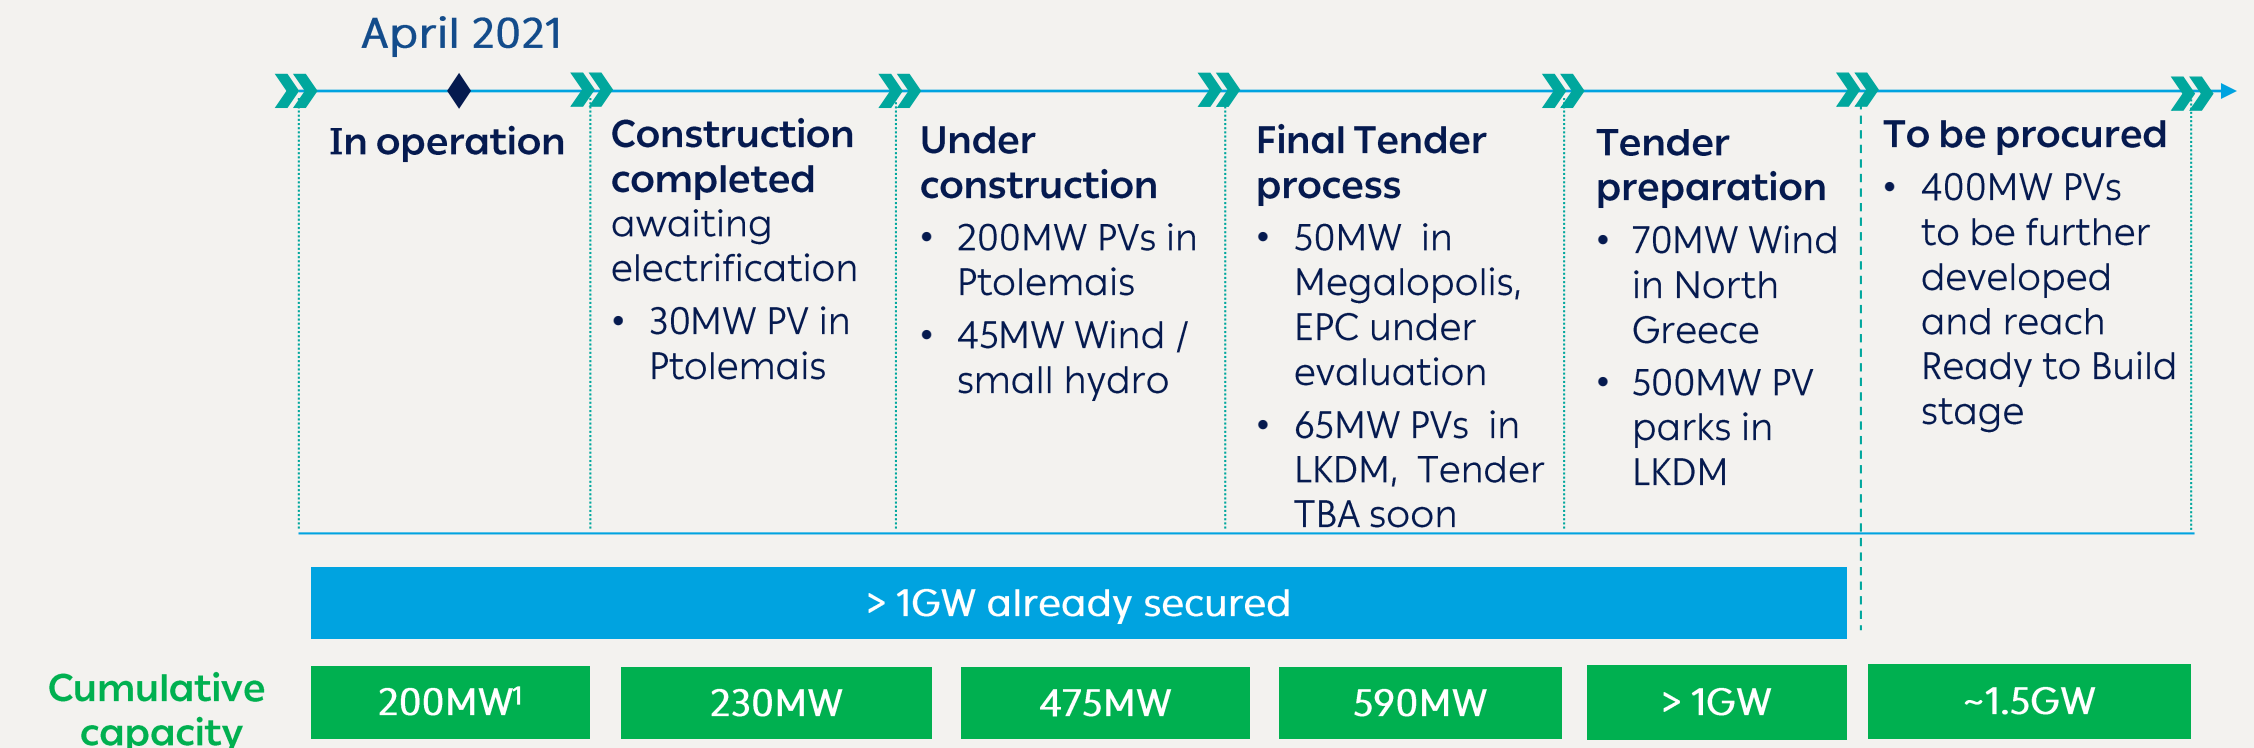 April 2021
In operation
Construction
completed
awaiting
electrification
• 30MW PV in
Ptolemais
Under
construction
• 200MW PVs in
Ptolemais
• 45MW Wind /
small hydro
Final Tender
process
• 50MW in
Megalopolis,
EPC under
evaluation
• 65MW PVs in
LKDM, Tender
TBA soon
Tender
preparation
• 70MW Wind
in North
Greece
• 500MW PV
parks in
LKDM
To be procured
• 400MW PVs
to be further
developed
and reach
Ready to Build
stage
> 1GW already secured
Cumulative
capacity
200MW¹
230MW
475MW
590MW
> 1GW
~1.5GW